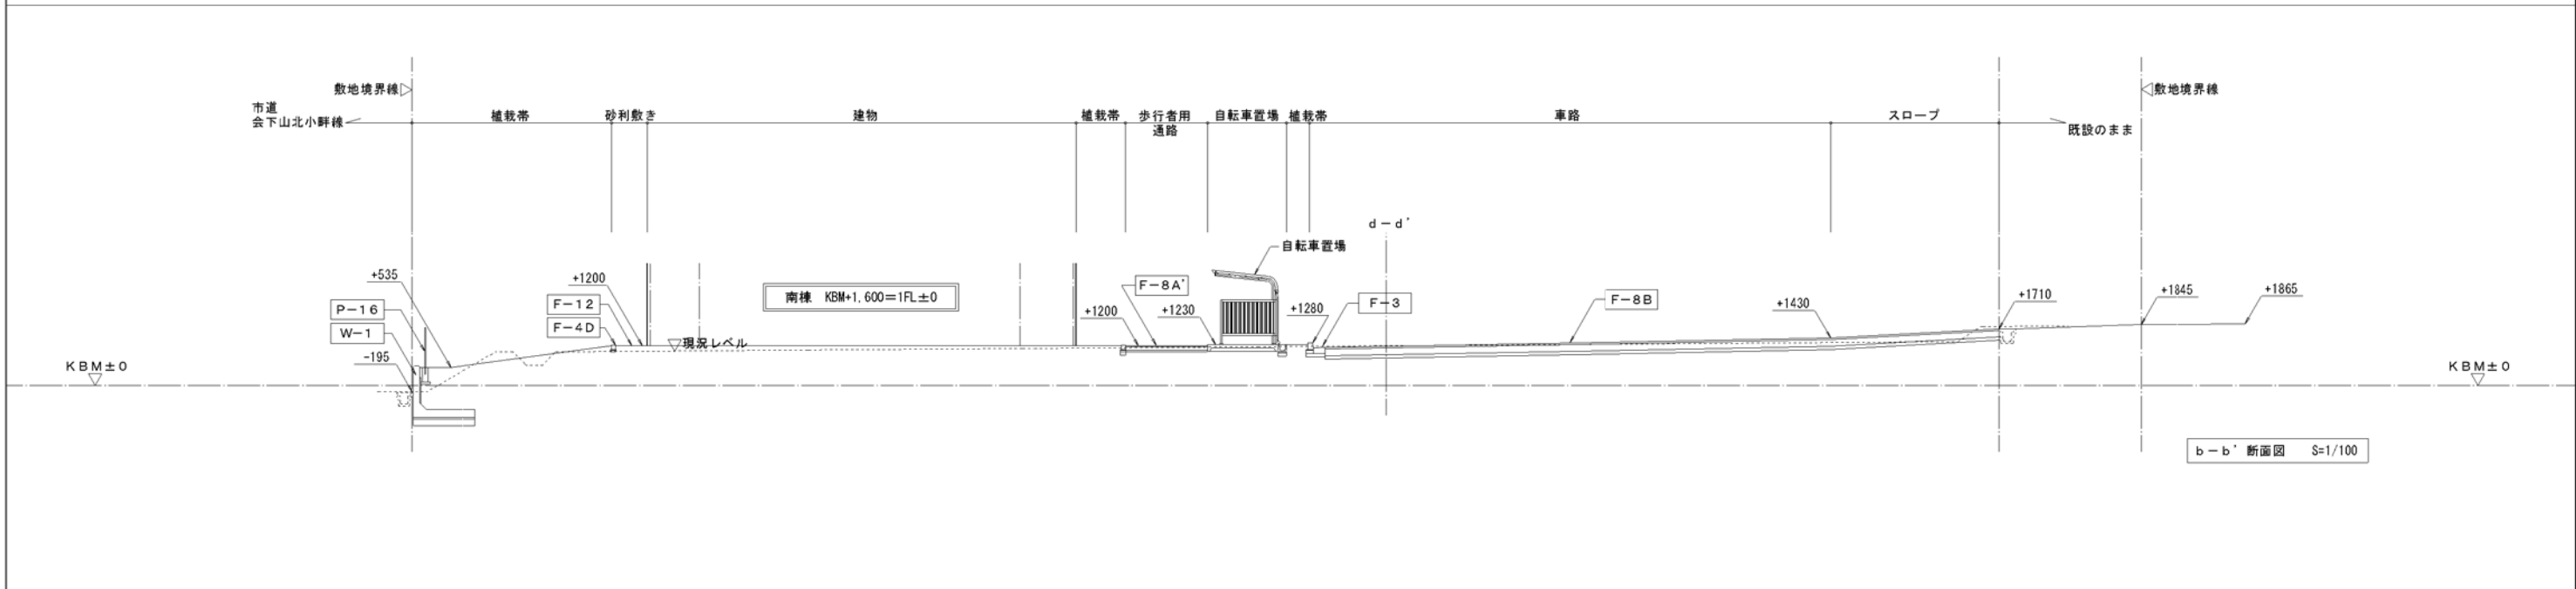 敷地境界線
敷地境界線
市道
会下山北小畔線
植栽帯
砂利敷き
建物
植栽帯
歩行者用
通路
自転車置場
植栽帯
車路
スロープ
既設のまま
d－d'
自転車置場
+535
+1200
P－16
F－12
W－1
F－4D
-195
南棟 KBM+1,600＝1FL±0
現況レベル
F－8A'
+1200
+1230
+1280
F－3
F－8B
+1430
+1710
+1845
+1865
KBM±0
KBM±0
b－b' 断面図 S=1/100